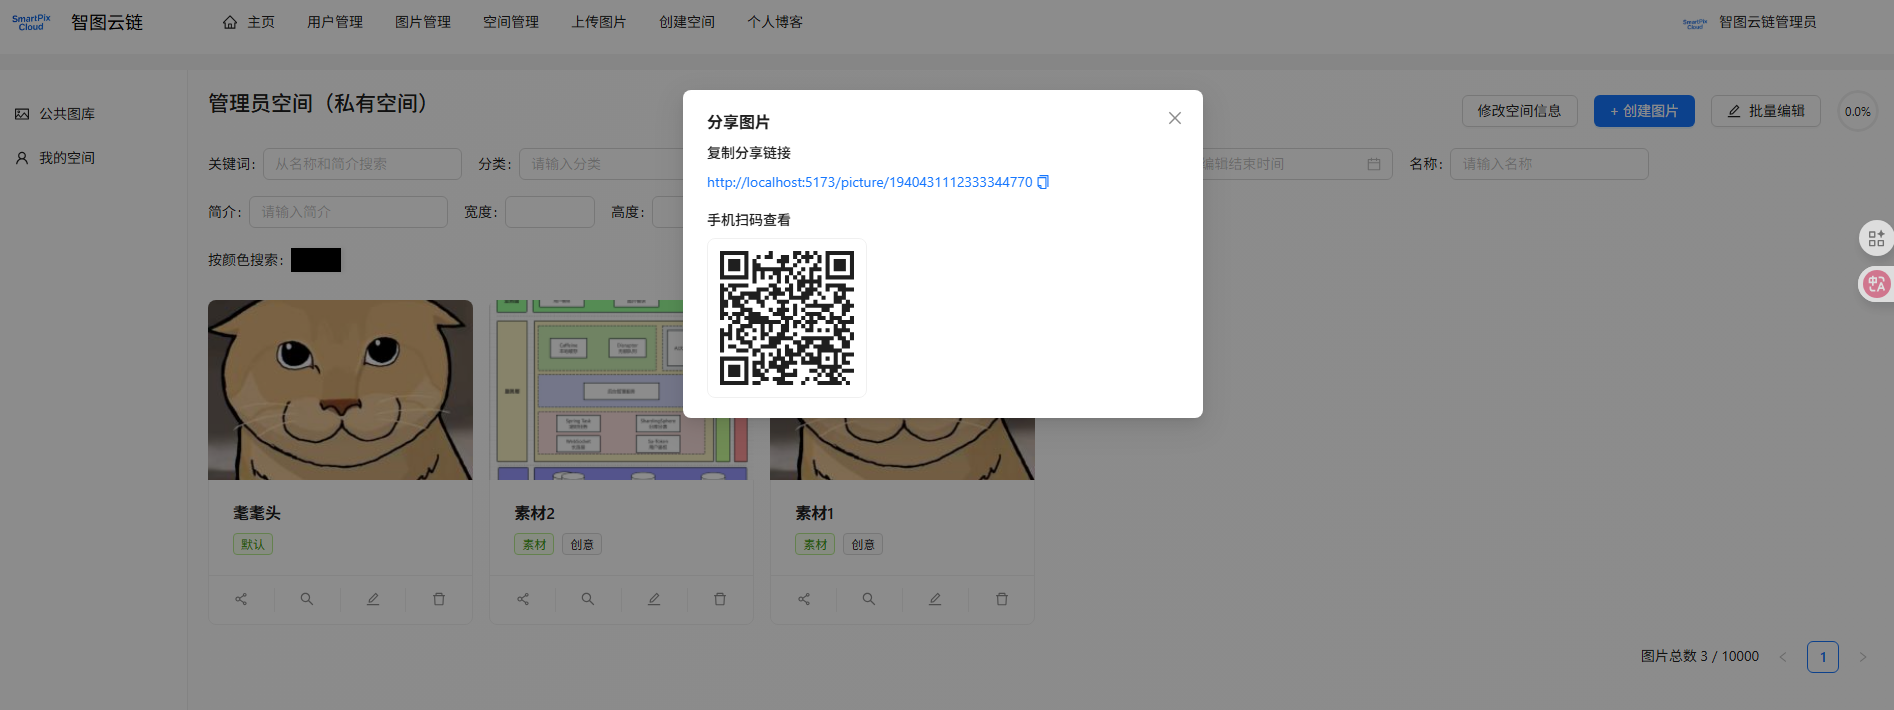 SmartPix
Cloud
智图云链
主页
用户管理
图片管理
空间管理
上传图片
创建空间
个人博客
SmartPix
Cloud
智图云链管理员
公共图库
我的空间
管理员空间（私有空间）
修改空间信息
+ 创建图片
批量编辑
0.0%
关键词：
从名称和简介搜索
分类：
请输入分类
编辑结束时间
名称：
请输入名称
简介：
请输入简介
宽度：
高度：
按颜色搜索：
分享图片
复制分享链接
http://localhost:5173/picture/1940431112333344770
手机扫码查看
Spring Task
ShardingSphere
WebSocket
Sa-Token
耄耄头
默认
素材2
素材
创意
素材1
素材
创意
图片总数 3 / 10000
1